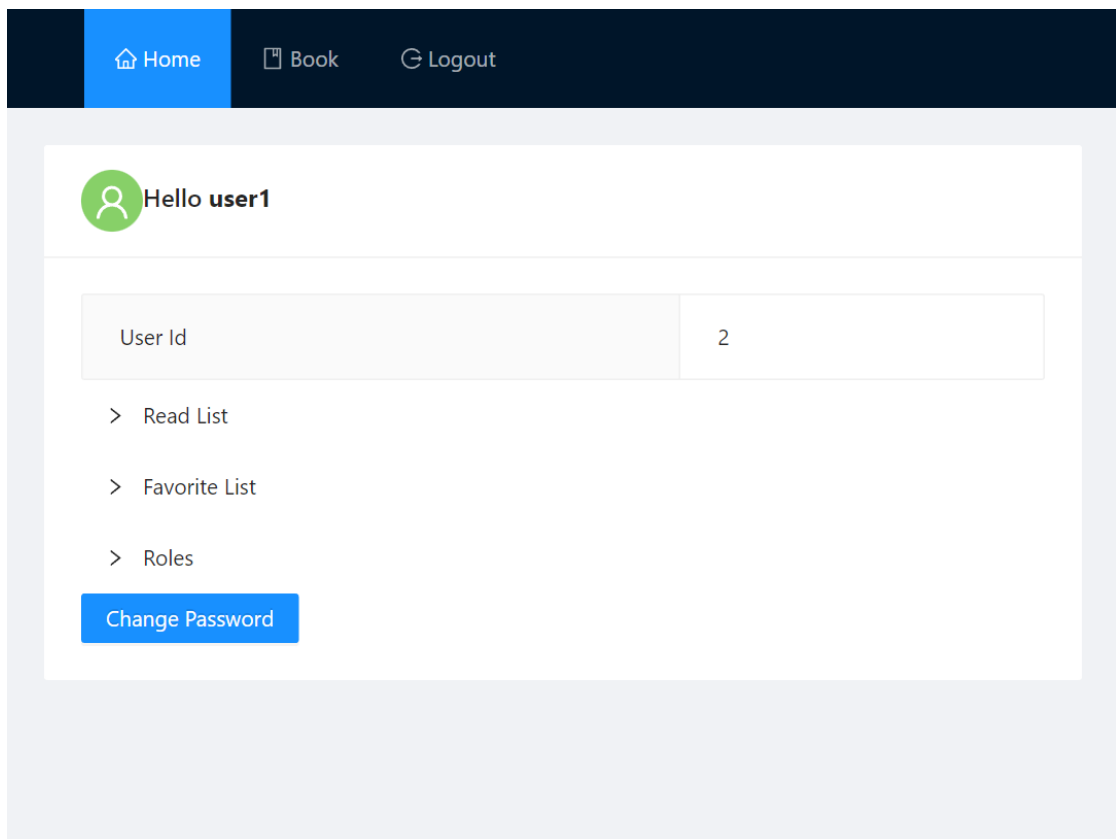 Home Book Logout
Hello user1
User Id 2
Read List
Favorite List
Roles
Change Password